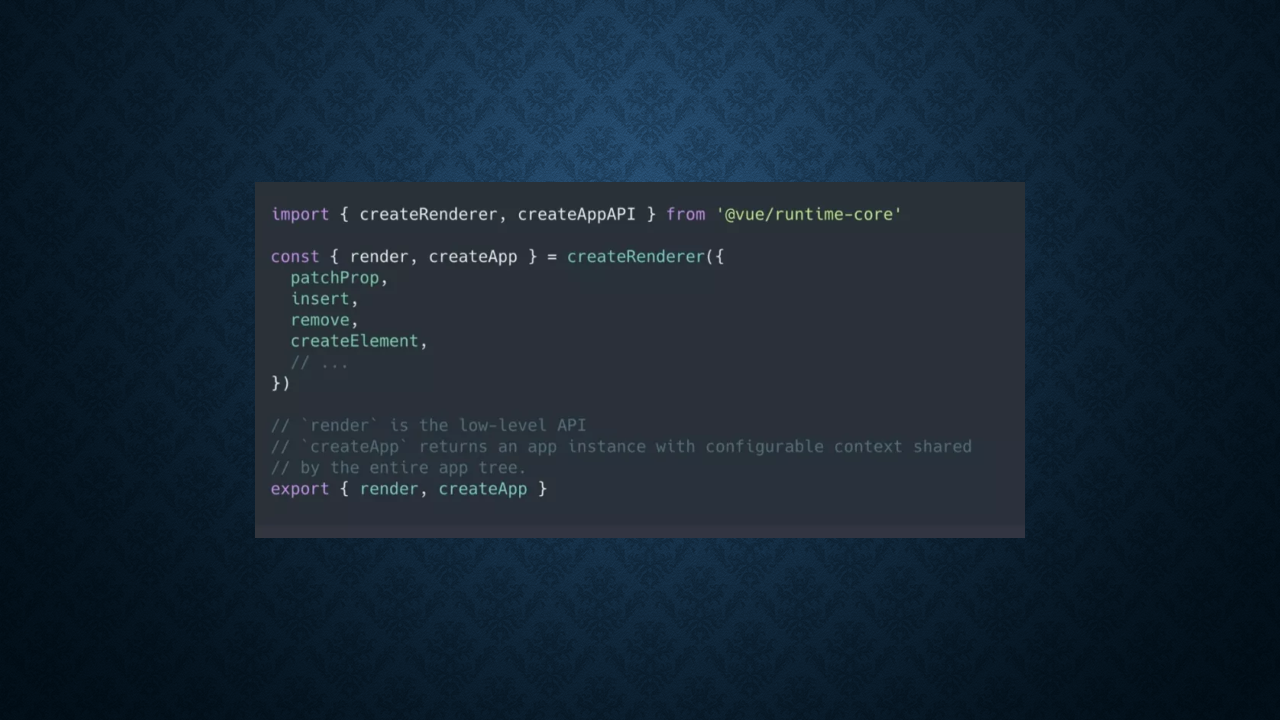 import { createRenderer, createAppAPI } from '@vue/runtime-core'
const { render, createApp } = createRenderer({
patchProp,
insert,
remove,
createElement,
// ...
})
// `render` is the low-level API
// `createApp` returns an app instance with configurable context shared
// by the entire app tree.
export { render, createApp }